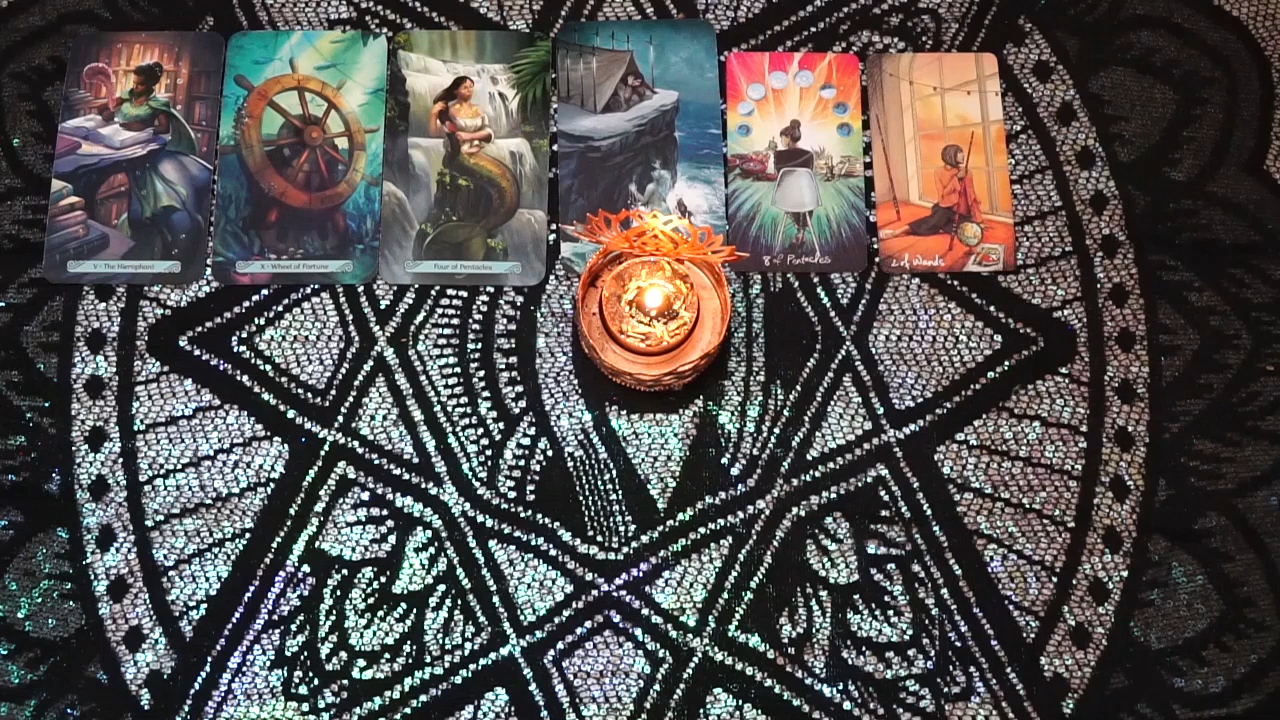 V - The Hierophant
X - Wheel of Fortune
Four of Pentacles
8 of Pentacles
2 of Wands